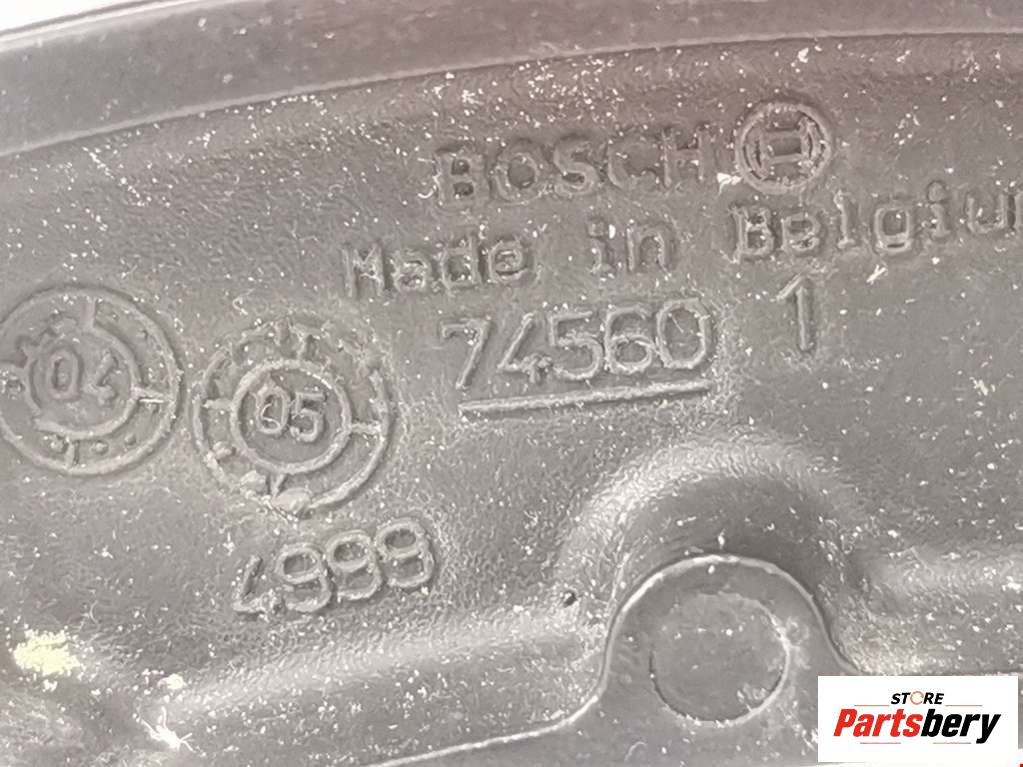 BOSCH
Made in Belgiu
74560 1
04
05
4999
STORE
Partsbery